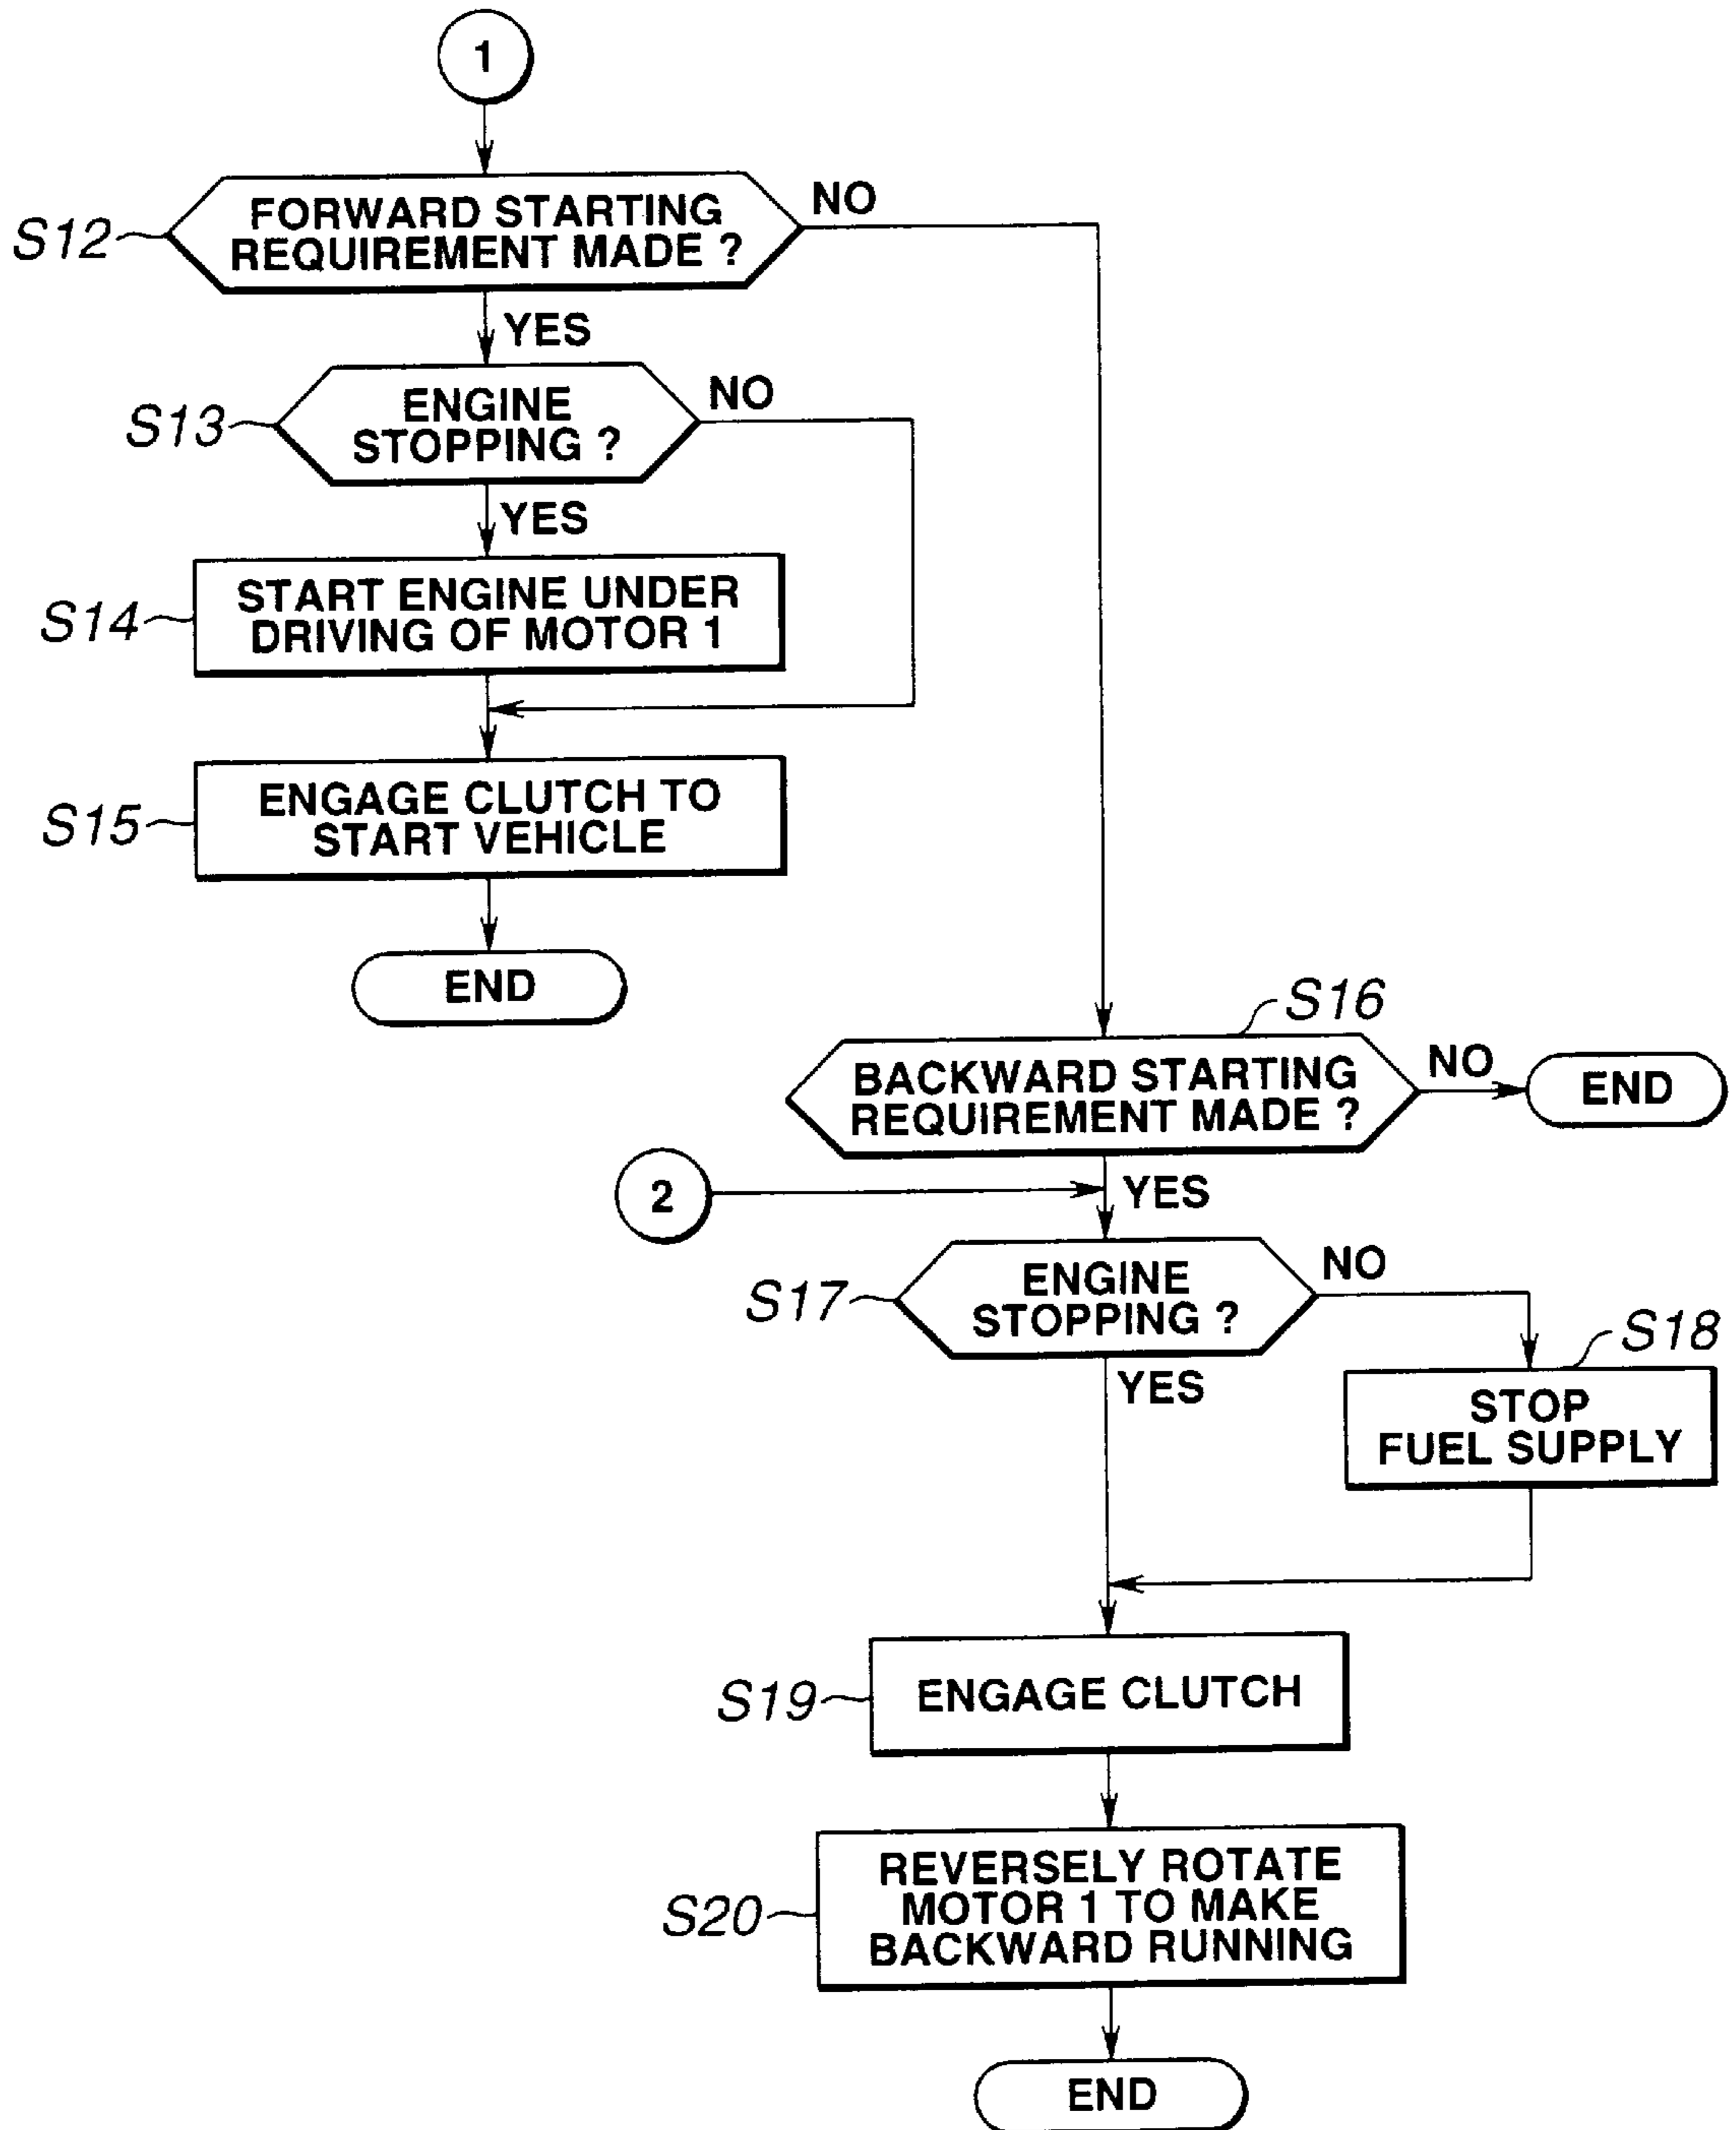 1
S12
FORWARD STARTING
REQUIREMENT MADE ?
NO
YES
S13
ENGINE
STOPPING ?
NO
YES
S14
START ENGINE UNDER
DRIVING OF MOTOR 1
S15
ENGAGE CLUTCH TO
START VEHICLE
END
S16
BACKWARD STARTING
REQUIREMENT MADE ?
NO
END
2
YES
S17
ENGINE
STOPPING ?
NO
YES
S18
STOP
FUEL SUPPLY
S19
ENGAGE CLUTCH
S20
REVERSELY ROTATE
MOTOR 1 TO MAKE
BACKWARD RUNNING
END